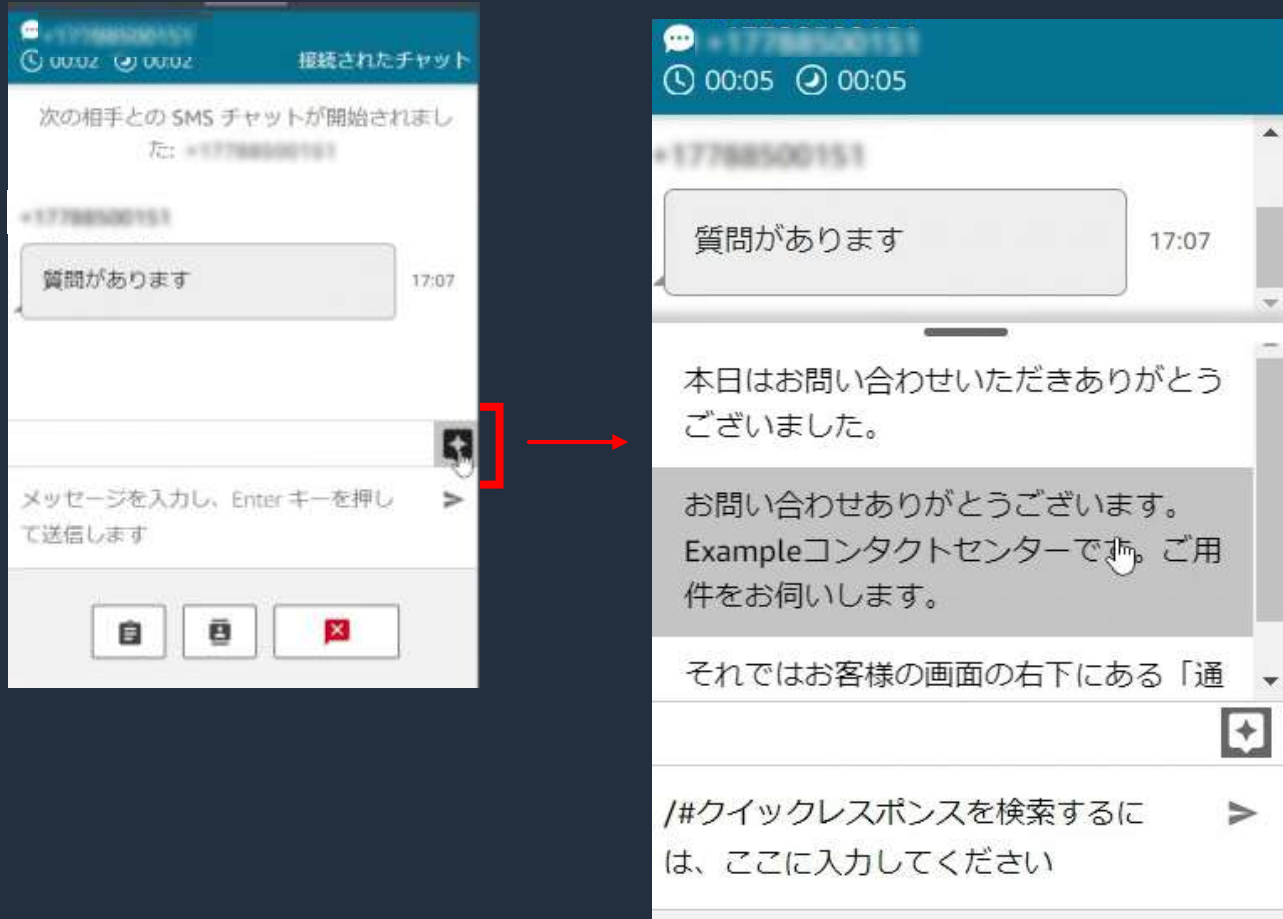 00:02 00:02 接続されたチャット
次の相手との SMS チャットが開始されまし
た:
質問があります 17:07
メッセージを入力し、Enter キーを押し
て送信します
00:05 00:05
質問があります 17:07
本日はお問い合わせいただきありがとう
ございました。
お問い合わせありがとうございます。
Exampleコンタクトセンターです。ご用
件をお伺いします。
それではお客様の画面の右下にある「通
/#クイックレスポンスを検索するに
は、ここに入力してください